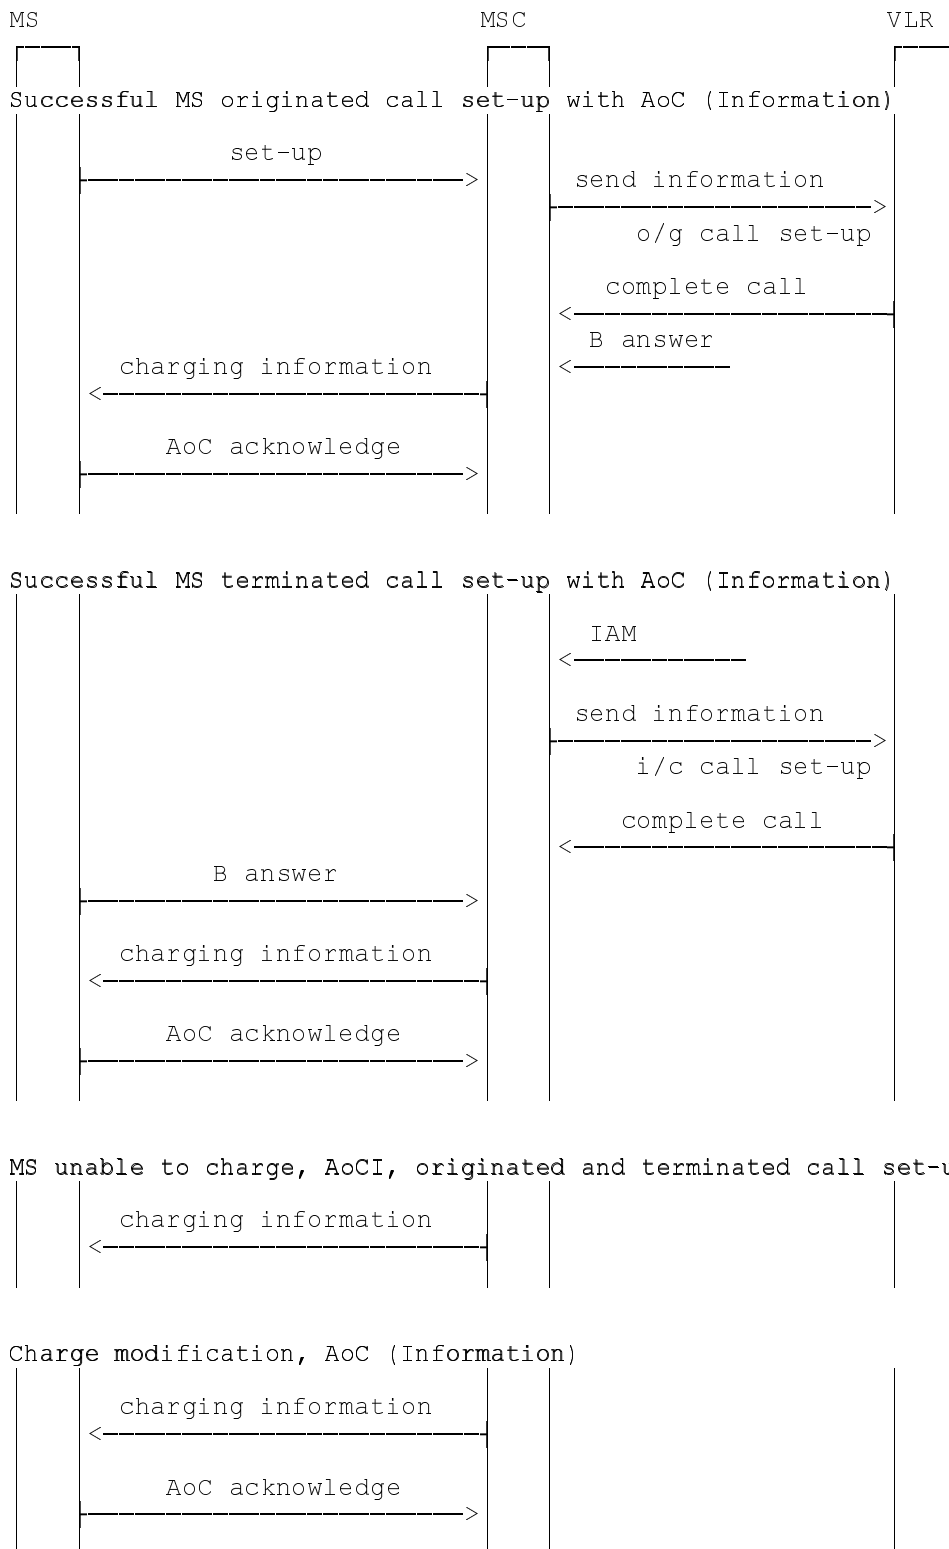 MS MSC VLR
Successful MS originated call set-up with AoC (Information)
set-up
send information
o/g call set-up
complete call
B answer
charging information
AoC acknowledge
Successful MS terminated call set-up with AoC (Information)
IAM
send information
i/c call set-up
complete call
B answer
charging information
AoC acknowledge
MS unable to charge, AoCI, originated and terminated call set-u
charging information
Charge modification, AoC (Information)
charging information
AoC acknowledge